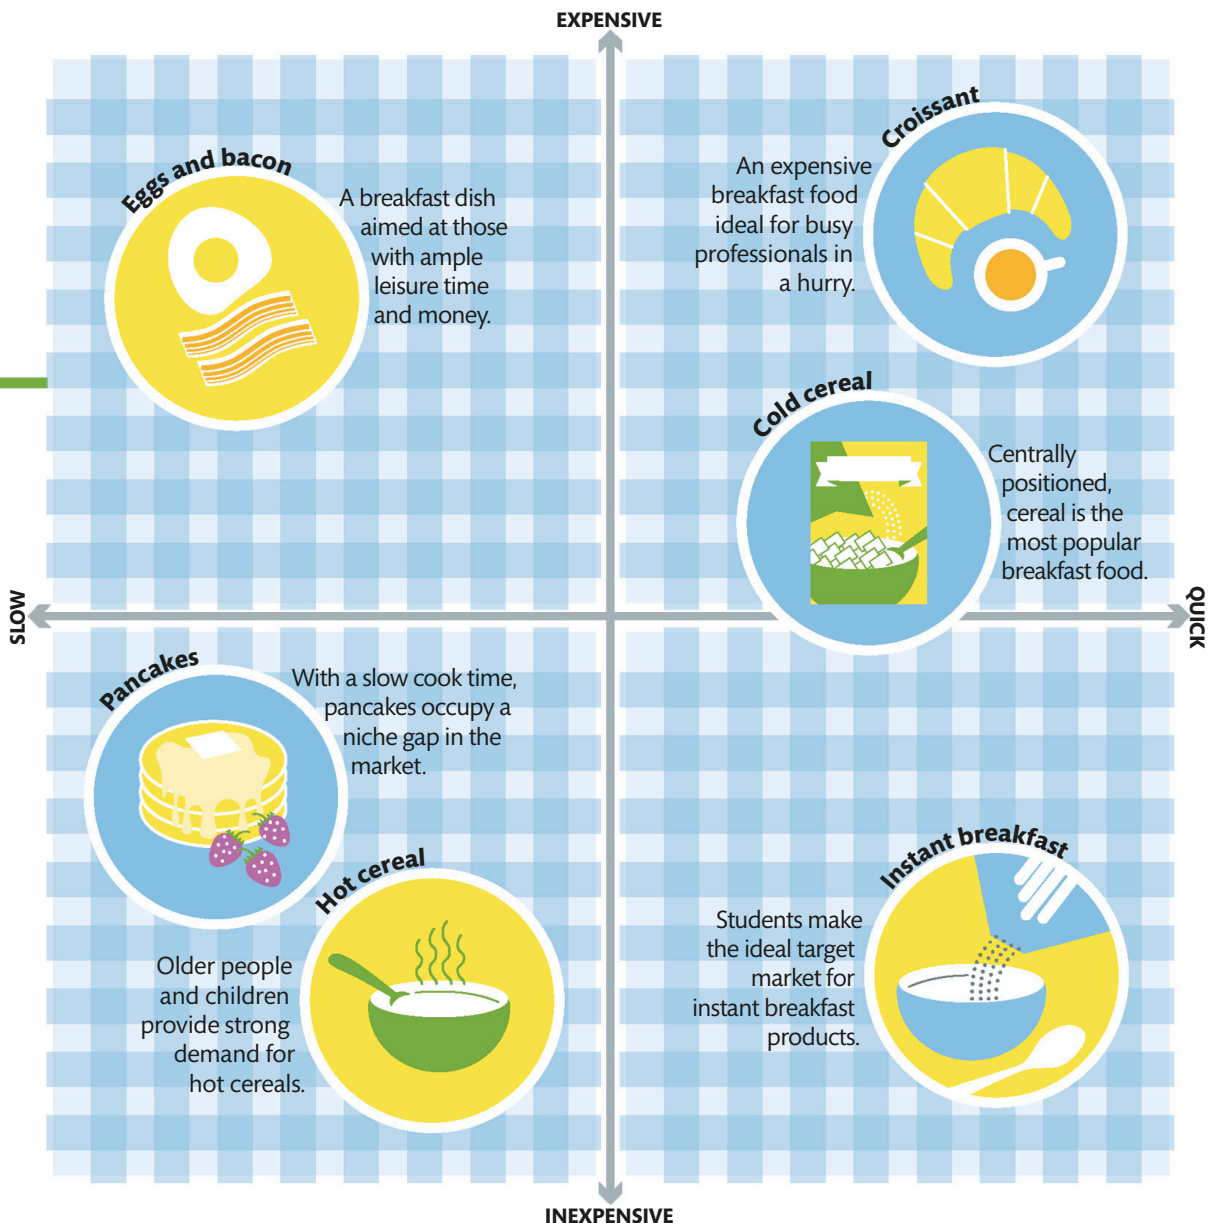 EXPENSIVE
Eggs and bacon
A breakfast dish
aimed at those
with ample
leisure time
and money.
Croissant
An expensive
breakfast food
ideal for busy
professionals in
a hurry.
Cold cereal
Centrally
positioned,
cereal is the
most popular
breakfast food.
SLOW
QUICK
Pancakes
With a slow cook time,
pancakes occupy a
niche gap in the
market.
Hot cereal
Older people
and children
provide strong
demand for
hot cereals.
Instant breakfast
Students make
the ideal target
market for
instant breakfast
products.
INEXPENSIVE